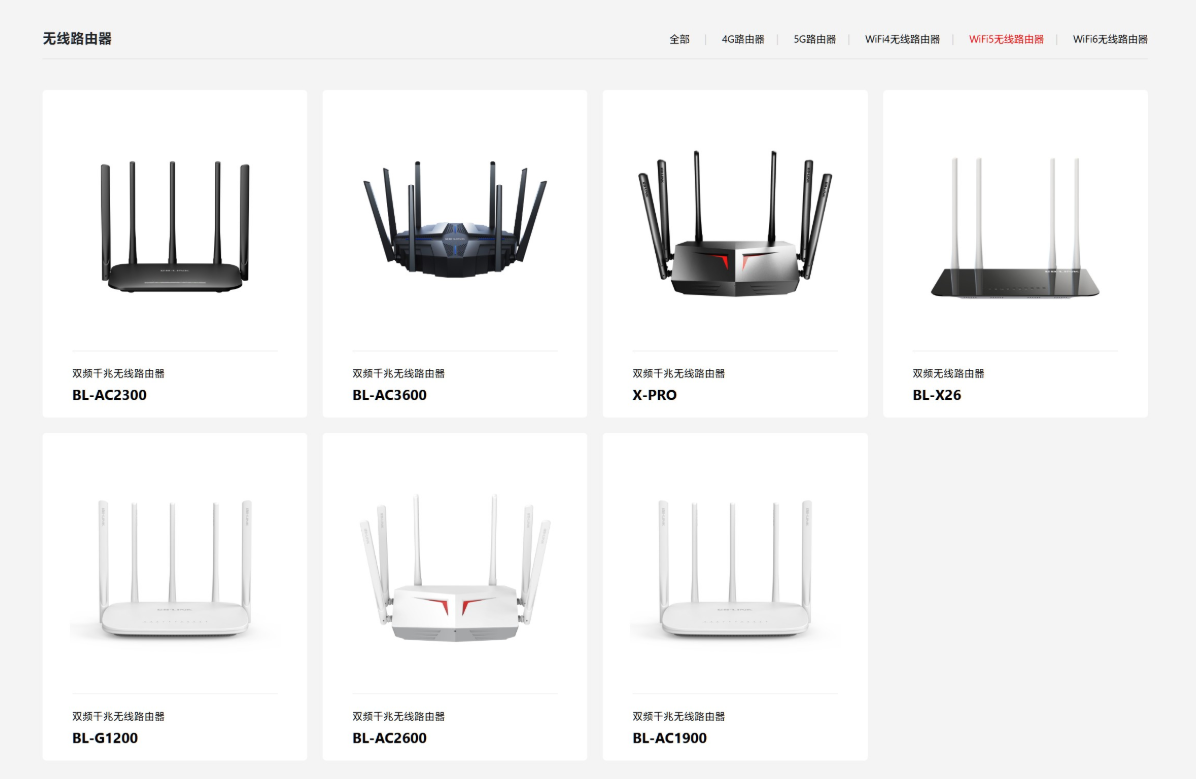 无线路由器
全部 | 4G路由器 | 5G路由器 | WiFi4无线路由器 | WiFi5无线路由器 | WiFi6无线路由器
双频千兆无线路由器
BL-AC2300
双频千兆无线路由器
BL-AC3600
双频千兆无线路由器
X-PRO
双频无线路由器
BL-X26
双频千兆无线路由器
BL-G1200
双频千兆无线路由器
BL-AC2600
双频千兆无线路由器
BL-AC1900